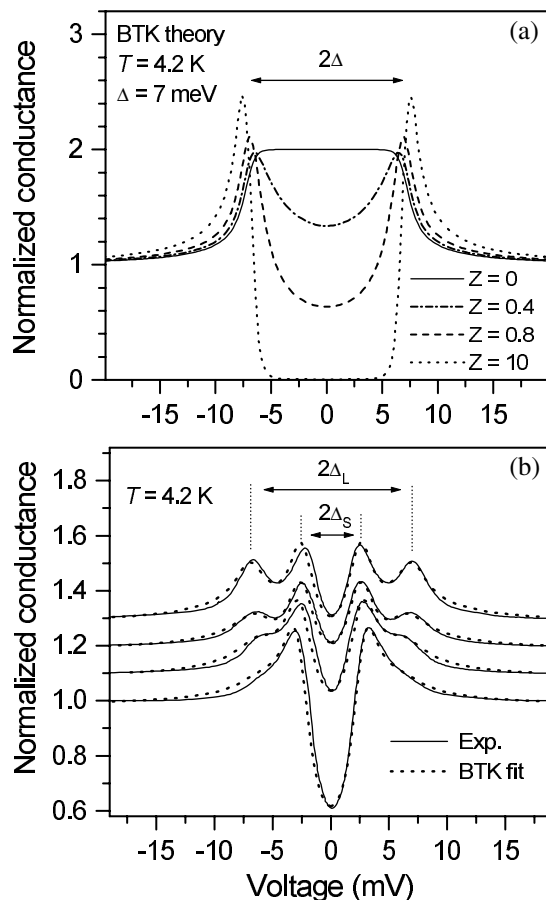 BTK theory
(a)
T = 4.2 K
2Δ
Δ = 7 meV
3
2
1
0
Normalized conductance
Z = 0
Z = 0.4
Z = 0.8
Z = 10
-15 -10 -5 0 5 10 15
(b)
T = 4.2 K
2Δ_L
2Δ_S
1.8
1.6
1.4
1.2
1.0
0.8
0.6
Normalized conductance
Exp.
BTK fit
-15 -10 -5 0 5 10 15
Voltage (mV)